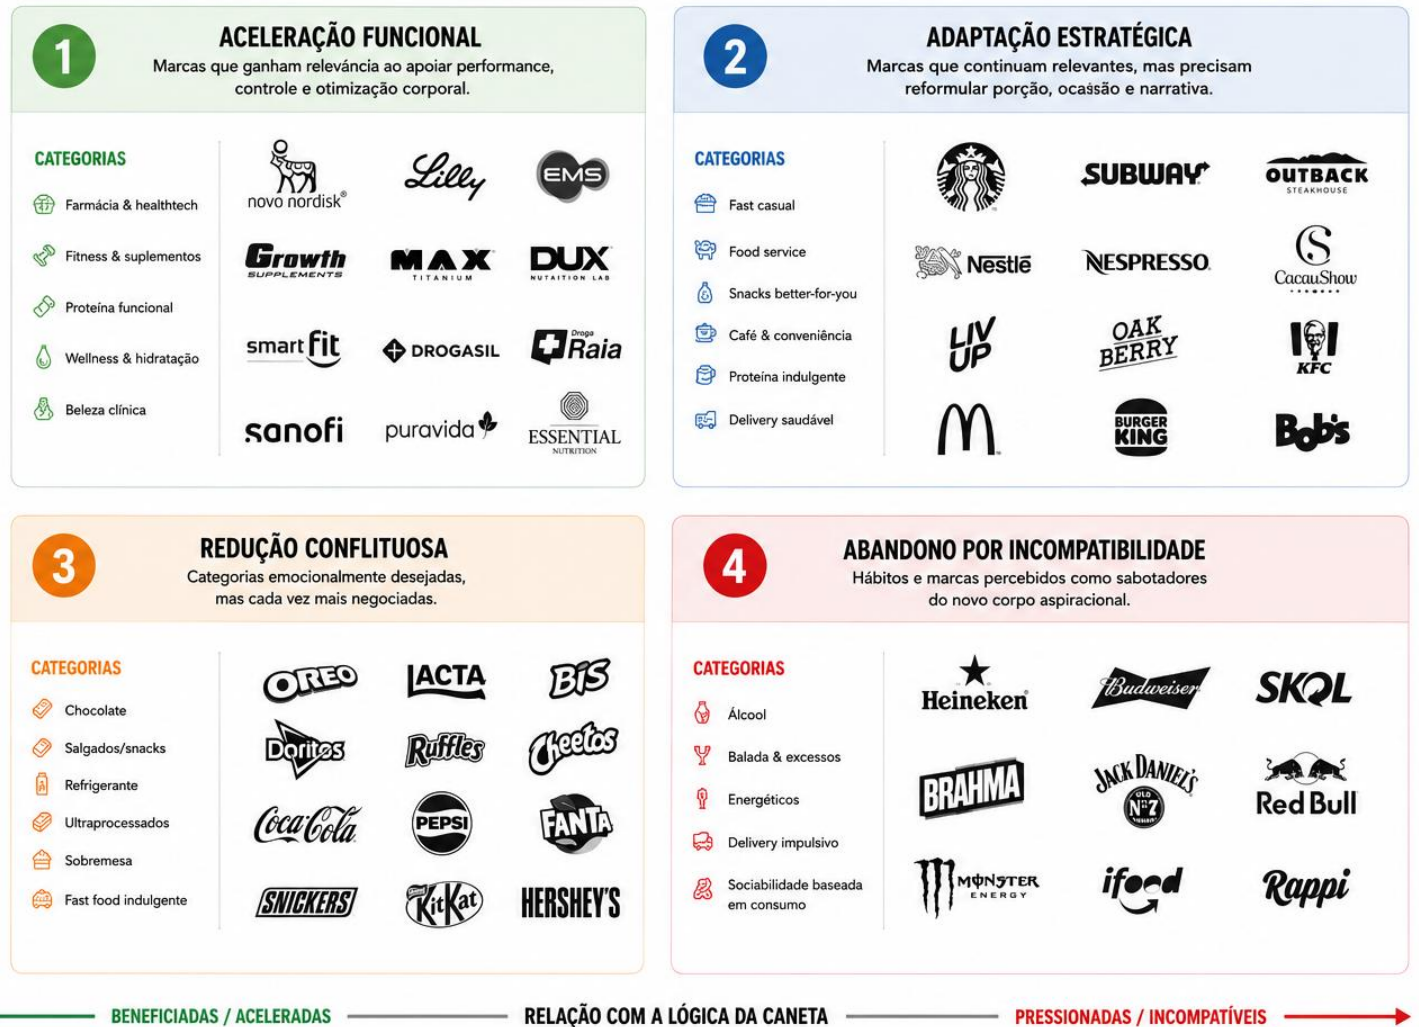 1
ACELERAÇÃO FUNCIONAL
Marcas que ganham relevância ao apoiar performance,
controle e otimização corporal.
CATEGORIAS
Farmácia & healthtech
Fitness & suplementos
Proteína funcional
Wellness & hidratação
Beleza clínica
novo nordisk®
Lilly
EMS
Growth
SUPPLEMENTS
MAX
TITANIUM
DUX
NUTAITION LAB
smart fit
DROGASIL
Droga
Raia
sanofi
puravida
ESSENTIAL
NUTRITION
2
ADAPTAÇÃO ESTRATÉGICA
Marcas que continuam relevantes, mas precisam
reformular porção, ocasião e narrativa.
CATEGORIAS
Fast casual
Food service
Snacks better-for-you
Café & conveniência
Proteína indulgente
Delivery saudável
SUBWAY
OUTBACK
STEAKHOUSE
Nestlé
NESPRESSO
CacauShow
LIV
UP
OAK
BERRY
KFC
BURGER
KING
Bob's
3
REDUÇÃO CONFLITUOSA
Categorias emocionalmente desejadas,
mas cada vez mais negociadas.
CATEGORIAS
Chocolate
Salgados/snacks
Refrigerante
Ultraprocessados
Sobremesa
Fast food indulgente
OREO
LACTA
BiS
Doritos
Ruffles
Cheetos
Coca-Cola
PEPSI
FANTA
SNICKERS
KitKat
HERSHEY'S
4
ABANDONO POR INCOMPATIBILIDADE
Hábitos e marcas percebidos como sabotadores
do novo corpo aspiracional.
CATEGORIAS
Álcool
Balada & excessos
Energéticos
Delivery impulsivo
Sociabilidade baseada
em consumo
Heineken®
Budweiser
SKOL
BRAHMA
JACK DANIEL'S
OLD
Nº7
Red Bull
MONSTER
ENERGY
ifood
Rappi
BENEFICIADAS / ACELERADAS
RELAÇÃO COM A LÓGICA DA CANETA
PRESSIONADAS / INCOMPATÍVEIS